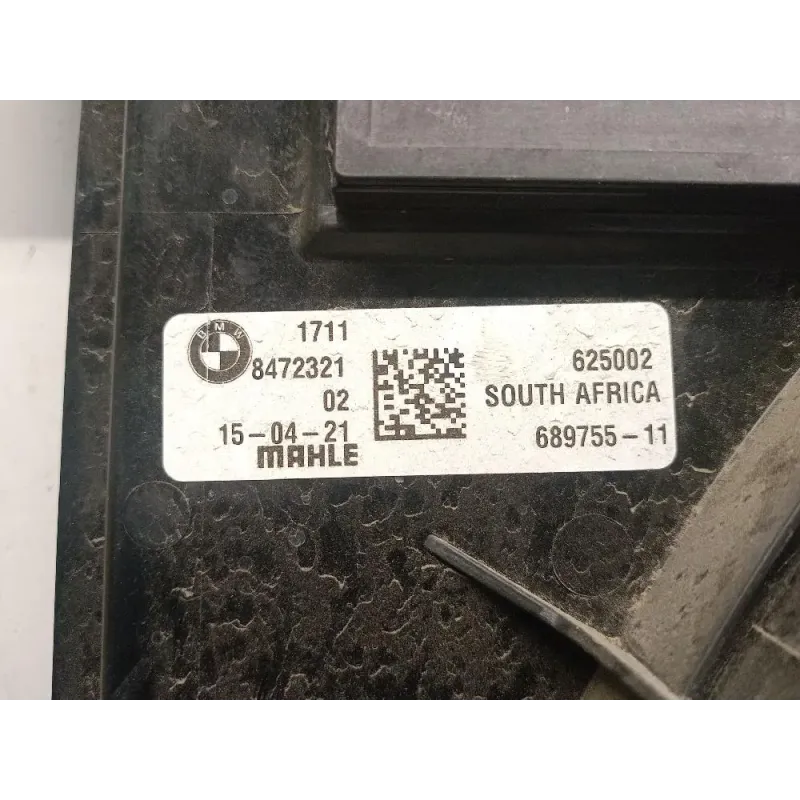 BMW
1711
8472321
02
15-04-21
MAHLE
625002
SOUTH AFRICA
689755-11